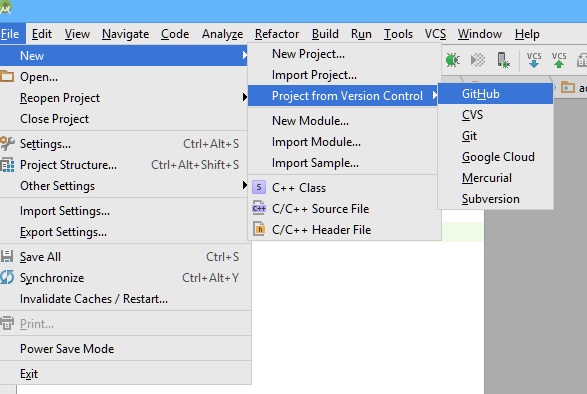 File Edit View Navigate Code Analyze Refactor Build Run Tools VCS Window Help
New
Open...
Reopen Project
Close Project
Settings... Ctrl+Alt+S
Project Structure... Ctrl+Alt+Shift+S
Other Settings
Import Settings...
Export Settings...
Save All Ctrl+S
Synchronize Ctrl+Alt+Y
Invalidate Caches / Restart...
Print...
Power Save Mode
Exit
New Project...
Import Project...
Project from Version Control
New Module...
Import Module...
Import Sample...
S C++ Class
C++ C/C++ Source File
h C/C++ Header File
GitHub
CVS
Git
Google Cloud
Mercurial
Subversion
VCS VCS